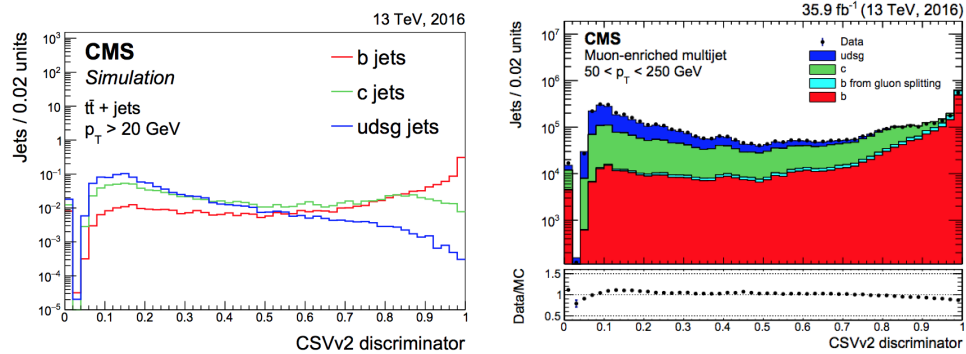 13 TeV, 2016
CMS
Simulation
tt̄ + jets
pT > 20 GeV
b jets
c jets
udsg jets
Jets / 0.02 units
10³
10²
10
1
10⁻¹
10⁻²
10⁻³
10⁻⁴
10⁻⁵
0 0.1 0.2 0.3 0.4 0.5 0.6 0.7 0.8 0.9 1
CSVv2 discriminator
35.9 fb⁻¹ (13 TeV, 2016)
CMS
Muon-enriched multijet
50 < pT < 250 GeV
Data
udsg
c
b from gluon splitting
b
Jets / 0.02 units
10⁷
10⁶
10⁵
10⁴
10³
Data/MC
1.5
1
0.5
0 0.1 0.2 0.3 0.4 0.5 0.6 0.7 0.8 0.9 1
CSVv2 discriminator